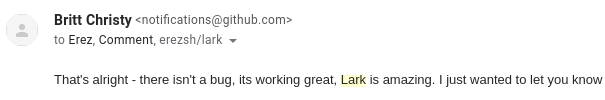 Britt Christy <notifications@github.com>
to Erez, Comment, erezsh/lark
That's alright - there isn't a bug, its working great, Lark is amazing. I just wanted to let you know